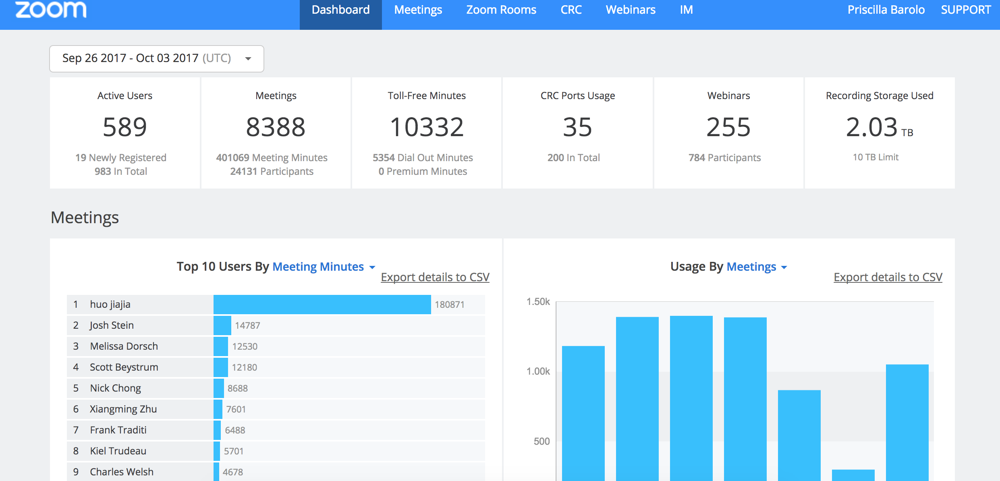 zoom
Dashboard Meetings Zoom Rooms CRC Webinars IM Priscilla Barolo SUPPORT
Sep 26 2017 - Oct 03 2017 (UTC)
Active Users
589
19 Newly Registered
983 In Total
Meetings
8388
401069 Meeting Minutes
24131 Participants
Toll-Free Minutes
10332
5354 Dial Out Minutes
0 Premium Minutes
CRC Ports Usage
35
200 In Total
Webinars
255
784 Participants
Recording Storage Used
2.03 TB
10 TB Limit
Meetings
Top 10 Users By Meeting Minutes
Export details to CSV
1 huo jiajia 180871
2 Josh Stein 14787
3 Melissa Dorsch 12530
4 Scott Beystrum 12180
5 Nick Chong 8688
6 Xiangming Zhu 7601
7 Frank Traditi 6488
8 Kiel Trudeau 5701
9 Charles Welsh 4678
Usage By Meetings
Export details to CSV
1.50k
1.00k
500